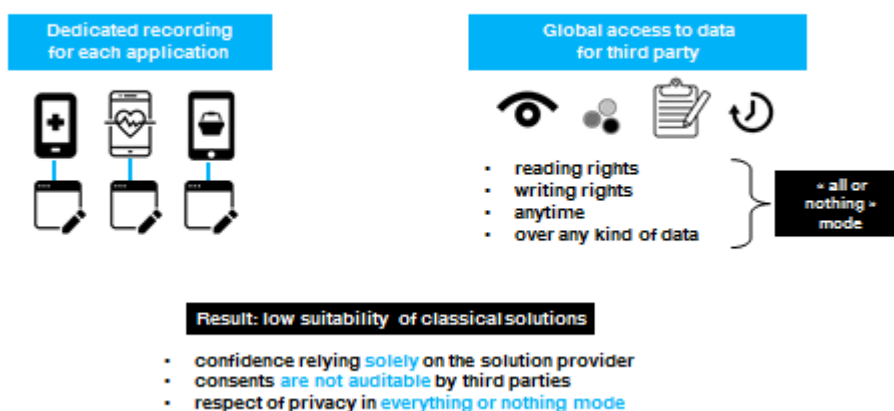 Dedicated recording
for each application
Global access to data
for third party
▪ reading rights
▪ writing rights
▪ anytime
▪ over any kind of data
« all or
nothing »
mode
Result: low suitability of classical solutions
▪ confidence relying solely on the solution provider
▪ consents are not auditable by third parties
▪ respect of privacy in everything or nothing mode